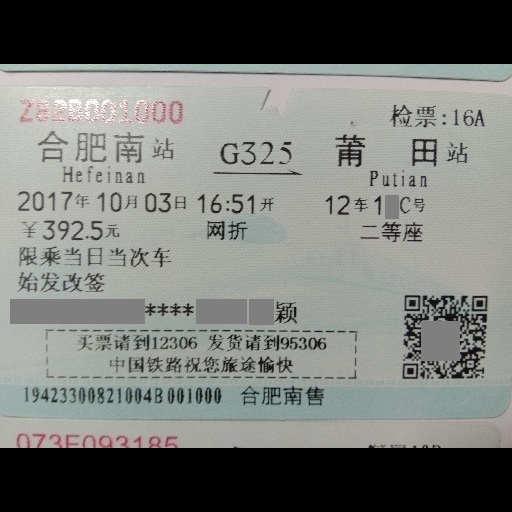 Z82B001000
检票:16A
合肥南站 G325 莆田站
Hefeinan Putian
2017年10月03日16:51开 12车1 C号
￥392.5元 网折 二等座
限乘当日当次车
始发改签
**** 颖
买票请到12306 发货请到95306
中国铁路祝您旅途愉快
19423300821004B001000 合肥南售
073E093185